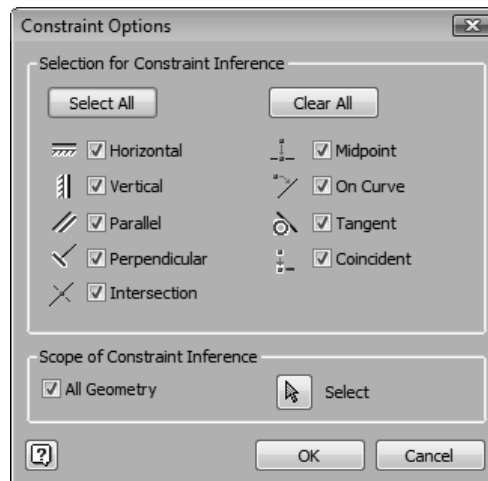 Constraint Options
Selection for Constraint Inference
Select All
Clear All
Horizontal
Midpoint
Vertical
On Curve
Parallel
Tangent
Perpendicular
Coincident
Intersection
Scope of Constraint Inference
All Geometry
Select
?
OK
Cancel